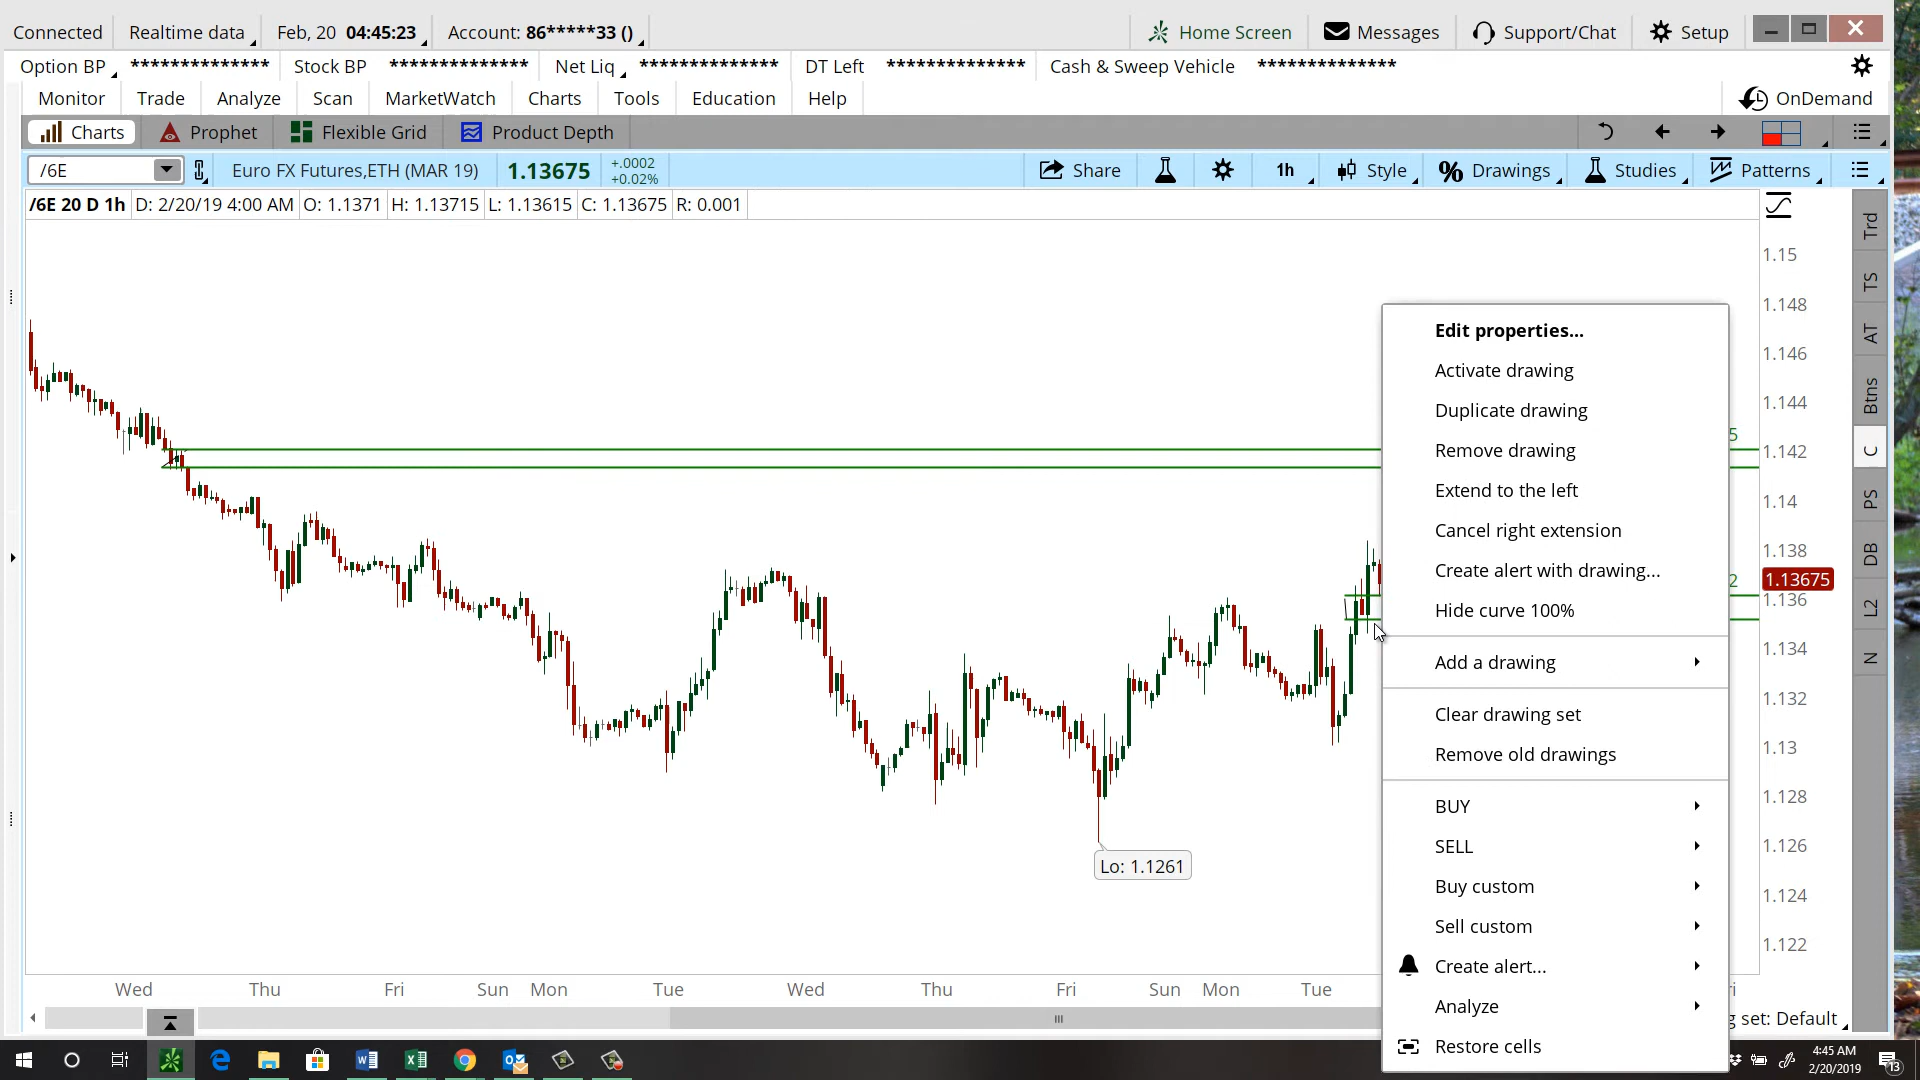 Connected Realtime data Feb, 20 04:45:23 Account: 86*****33 () Home Screen Messages Support/Chat Setup
Option BP ************** Stock BP ************** Net Liq ************** DT Left ************** Cash & Sweep Vehicle **************
Monitor Trade Analyze Scan MarketWatch Charts Tools Education Help OnDemand
Charts Prophet Flexible Grid Product Depth
/6E Euro FX Futures,ETH (MAR 19) 1.13675 +.0002 Share 1h Style % Drawings Studies Patterns
+0.02%
/6E 20 D 1h D: 2/20/19 4:00 AM O: 1.1371 H: 1.13715 L: 1.13615 C: 1.13675 R: 0.001
1.15
1.148
1.146
1.144
5
1.142
1.14
1.138
2
1.13675
1.136
1.134
1.132
1.13
1.128
1.126
1.124
1.122
Trd
TS
AT
Btns
C
PS
DB
L2
N
Edit properties...
Activate drawing
Duplicate drawing
Remove drawing
Extend to the left
Cancel right extension
Create alert with drawing...
Hide curve 100%
Add a drawing
Clear drawing set
Remove old drawings
BUY
SELL
Buy custom
Sell custom
Create alert...
Analyze
Restore cells
Lo: 1.1261
Wed Thu Fri Sun Mon Tue Wed Thu Fri Sun Mon Tue ri
g set: Default
4:45 AM
2/20/2019
13